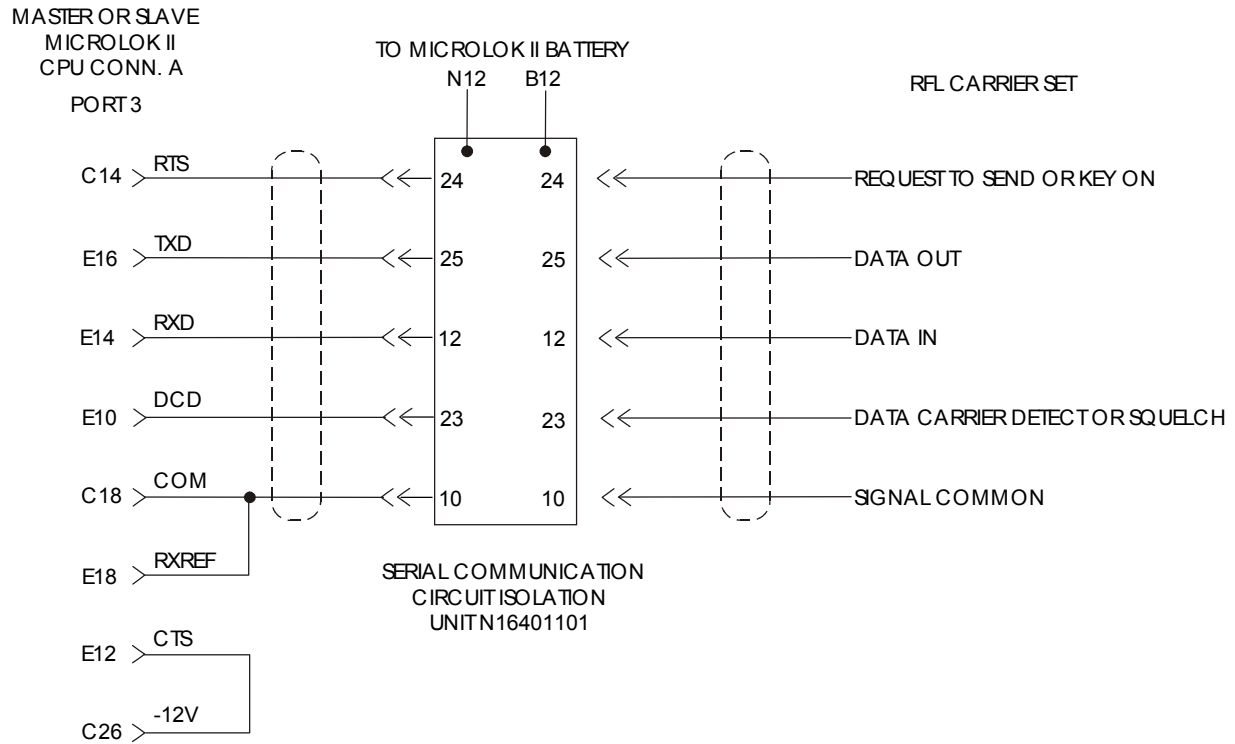 MASTER OR SLAVE
MICROLOK II
CPU CONN. A
PORT 3
TO MICROLOK II BATTERY
N12 B12
RFL CARRIER SET
C14 RTS 24 24 REQUEST TO SEND OR KEY ON
E16 TXD 25 25 DATA OUT
E14 RXD 12 12 DATA IN
E10 DCD 23 23 DATA CARRIER DETECT OR SQUELCH
C18 COM 10 10 SIGNAL COMMON
E18 RXREF
SERIAL COMMUNICATION
CIRCUIT ISOLATION
UNIT N16401101
E12 CTS
C26 -12V